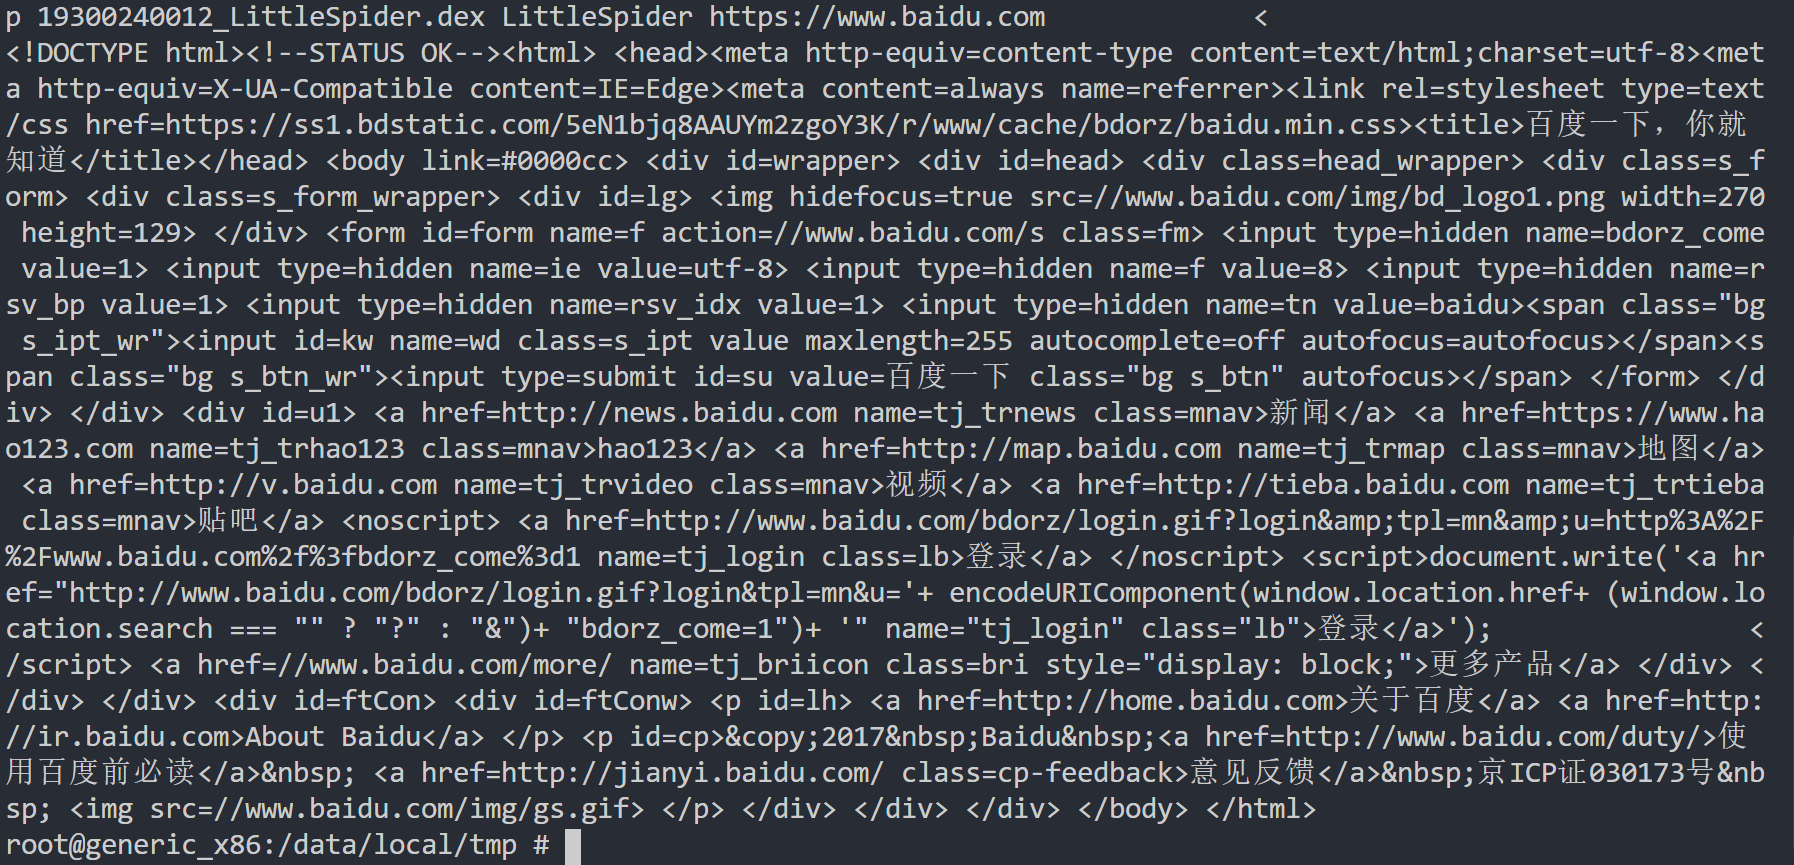 p 19300240012_LittleSpider.dex LittleSpider https://www.baidu.com             <
<!DOCTYPE html><!--STATUS OK--><html> <head><meta http-equiv=content-type content=text/html;charset=utf-8><met
a http-equiv=X-UA-Compatible content=IE=Edge><meta content=always name=referrer><link rel=stylesheet type=text
/css href=https://ss1.bdstatic.com/5eN1bjq8AAUYm2zgoY3K/r/www/cache/bdorz/baidu.min.css><title>百度一下，你就
知道</title></head> <body link=#0000cc> <div id=wrapper> <div id=head> <div class=head_wrapper> <div class=s_f
orm> <div class=s_form_wrapper> <div id=lg> <img hidefocus=true src=//www.baidu.com/img/bd_logo1.png width=270
 height=129> </div> <form id=form name=f action=//www.baidu.com/s class=fm> <input type=hidden name=bdorz_come
 value=1> <input type=hidden name=ie value=utf-8> <input type=hidden name=f value=8> <input type=hidden name=r
sv_bp value=1> <input type=hidden name=rsv_idx value=1> <input type=hidden name=tn value=baidu><span class="bg
 s_ipt_wr"><input id=kw name=wd class=s_ipt value maxlength=255 autocomplete=off autofocus=autofocus></span><s
pan class="bg s_btn_wr"><input type=submit id=su value=百度一下 class="bg s_btn" autofocus></span> </form> </d
iv> </div> <div id=u1> <a href=http://news.baidu.com name=tj_trnews class=mnav>新闻</a> <a href=https://www.ha
o123.com name=tj_trhao123 class=mnav>hao123</a> <a href=http://map.baidu.com name=tj_trmap class=mnav>地图</a>
 <a href=http://v.baidu.com name=tj_trvideo class=mnav>视频</a> <a href=http://tieba.baidu.com name=tj_trtieba
 class=mnav>贴吧</a> <noscript> <a href=http://www.baidu.com/bdorz/login.gif?login&amp;tpl=mn&amp;u=http%3A%2F
%2Fwww.baidu.com%2f%3fbdorz_come%3d1 name=tj_login class=lb>登录</a> </noscript> <script>document.write('<a hr
ef="http://www.baidu.com/bdorz/login.gif?login&tpl=mn&u='+ encodeURIComponent(window.location.href+ (window.lo
cation.search === "" ? "?" : "&")+ "bdorz_come=1")+ '" name="tj_login" class="lb">登录</a>');                <
/script> <a href=//www.baidu.com/more/ name=tj_briicon class=bri style="display: block;">更多产品</a> </div> <
/div> </div> <div id=ftCon> <div id=ftConw> <p id=lh> <a href=http://home.baidu.com>关于百度</a> <a href=http:
//ir.baidu.com>About Baidu</a> </p> <p id=cp>&copy;2017&nbsp;Baidu&nbsp;<a href=http://www.baidu.com/duty/>使
用百度前必读</a>&nbsp; <a href=http://jianyi.baidu.com/ class=cp-feedback>意见反馈</a>&nbsp;京ICP证030173号&nb
sp; <img src=//www.baidu.com/img/gs.gif> </p> </div> </div> </div> </body> </html>
root@generic_x86:/data/local/tmp #